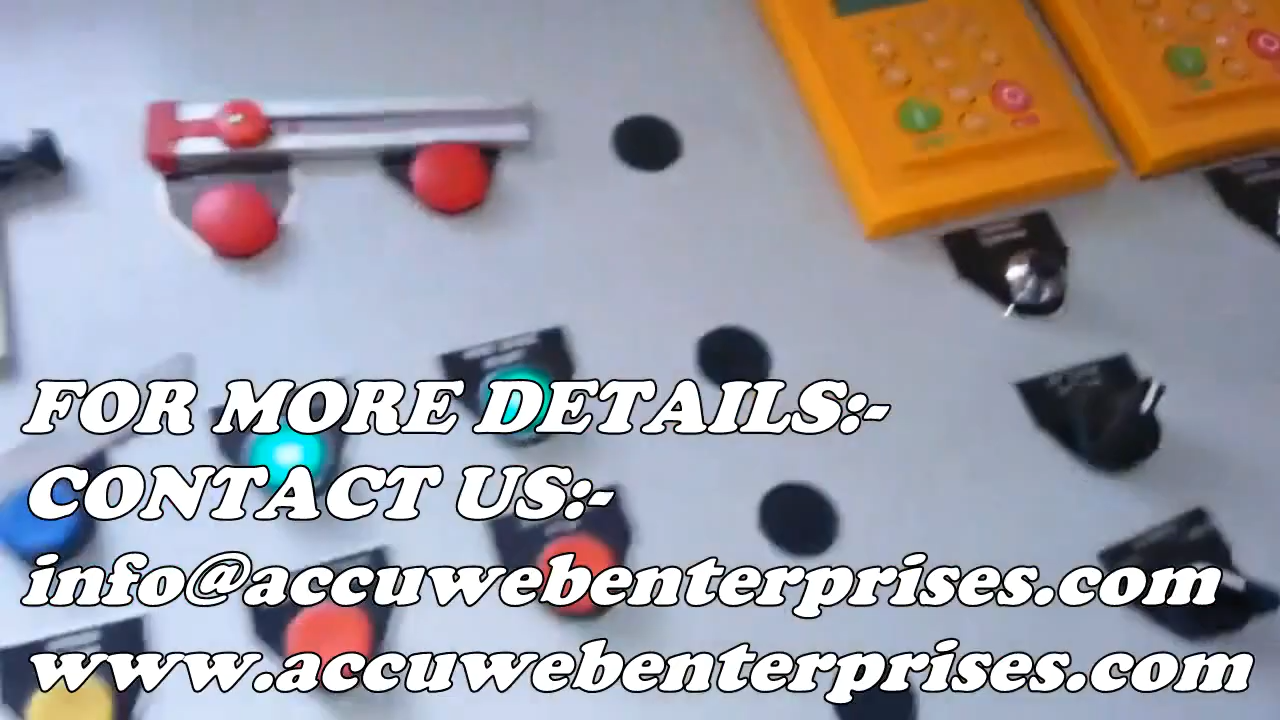 FOR MORE DETAILS:-
CONTACT US:-
info@accuwebenterprises.com
www.accuwebenterprises.com